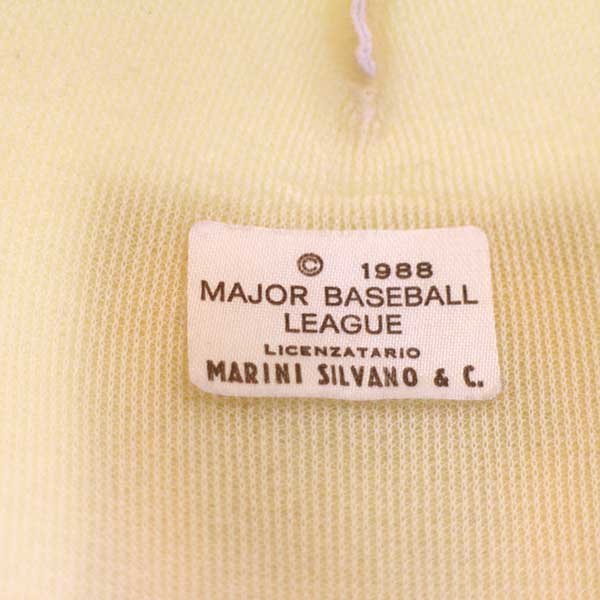 © 1988
MAJOR BASEBALL
LEAGUE
LICENZATARIO
MARINI SILVANO & C.